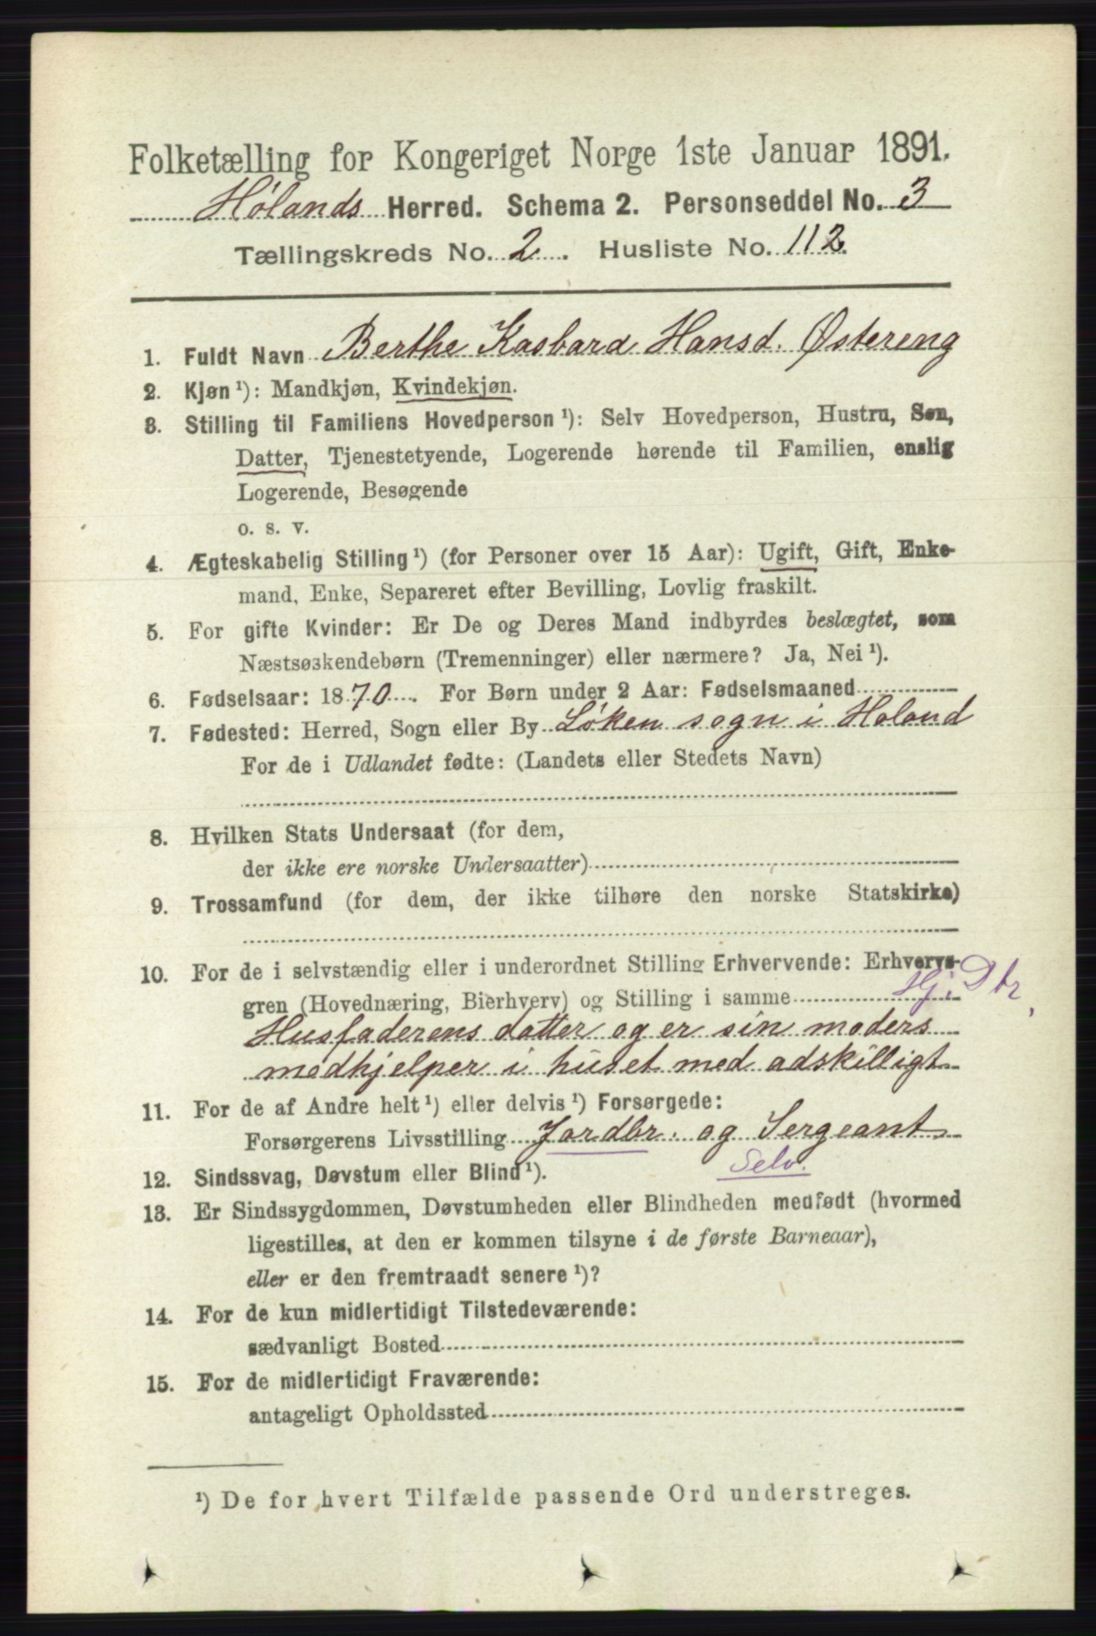 Folketælling for Kongeriget Norge 1ste Januar 1891.
Hølands Herred. Schema 2. Personseddel No. 3
Tællingskreds No. 2. Husliste No. 112.
1. Fuldt Navn Berthe Kasbara Hansd. Østereng
2. Kjøn ¹): Mandkjøn, Kvindekjøn.
3. Stilling til Familiens Hovedperson ¹): Selv Hovedperson, Hustru, Søn,
Datter, Tjenestetyende, Logerende hørende til Familien, enslig
Logerende, Besøgende
o. s. v.
4. Ægteskabelig Stilling ¹) (for Personer over 15 Aar): Ugift, Gift, Enke-
mand, Enke, Separeret efter Bevilling, Lovlig fraskilt.
5. For gifte Kvinder: Er De og Deres Mand indbyrdes beslægtet, som
Næstsøskendebørn (Tremenninger) eller nærmere? Ja, Nei ¹).
6. Fødselsaar: 1870. For Børn under 2 Aar: Fødselsmaaned
7. Fødested: Herred, Sogn eller By Løken sogn i Høland
For de i Udlandet fødte: (Landets eller Stedets Navn)
8. Hvilken Stats Undersaat (for dem,
der ikke ere norske Undersaatter)
9. Trossamfund (for dem, der ikke tilhøre den norske Statskirke)
10. For de i selvstændig eller i underordnet Stilling Erhvervende: Erhvervs-
gren (Hovednæring, Bierhverv) og Stilling i samme Hj. Dtr.
Husfaderens datter og er sin moders
medhjelper i huset med adskilligt
11. For de af Andre helt ¹) eller delvis ¹) Forsørgede:
Forsørgerens Livsstilling Jordbr. og Sergeant
Selv.
12. Sindssvag, Døvstum eller Blind ¹).
13. Er Sindssygdommen, Døvstumheden eller Blindheden medfødt (hvormed
ligestilles, at den er kommen tilsyne i de første Barneaar),
eller er den fremtraadt senere ¹)?
14. For de kun midlertidigt Tilstedeværende:
sædvanligt Bosted
15. For de midlertidigt Fraværende:
antageligt Opholdssted
¹) De for hvert Tilfælde passende Ord understreges.